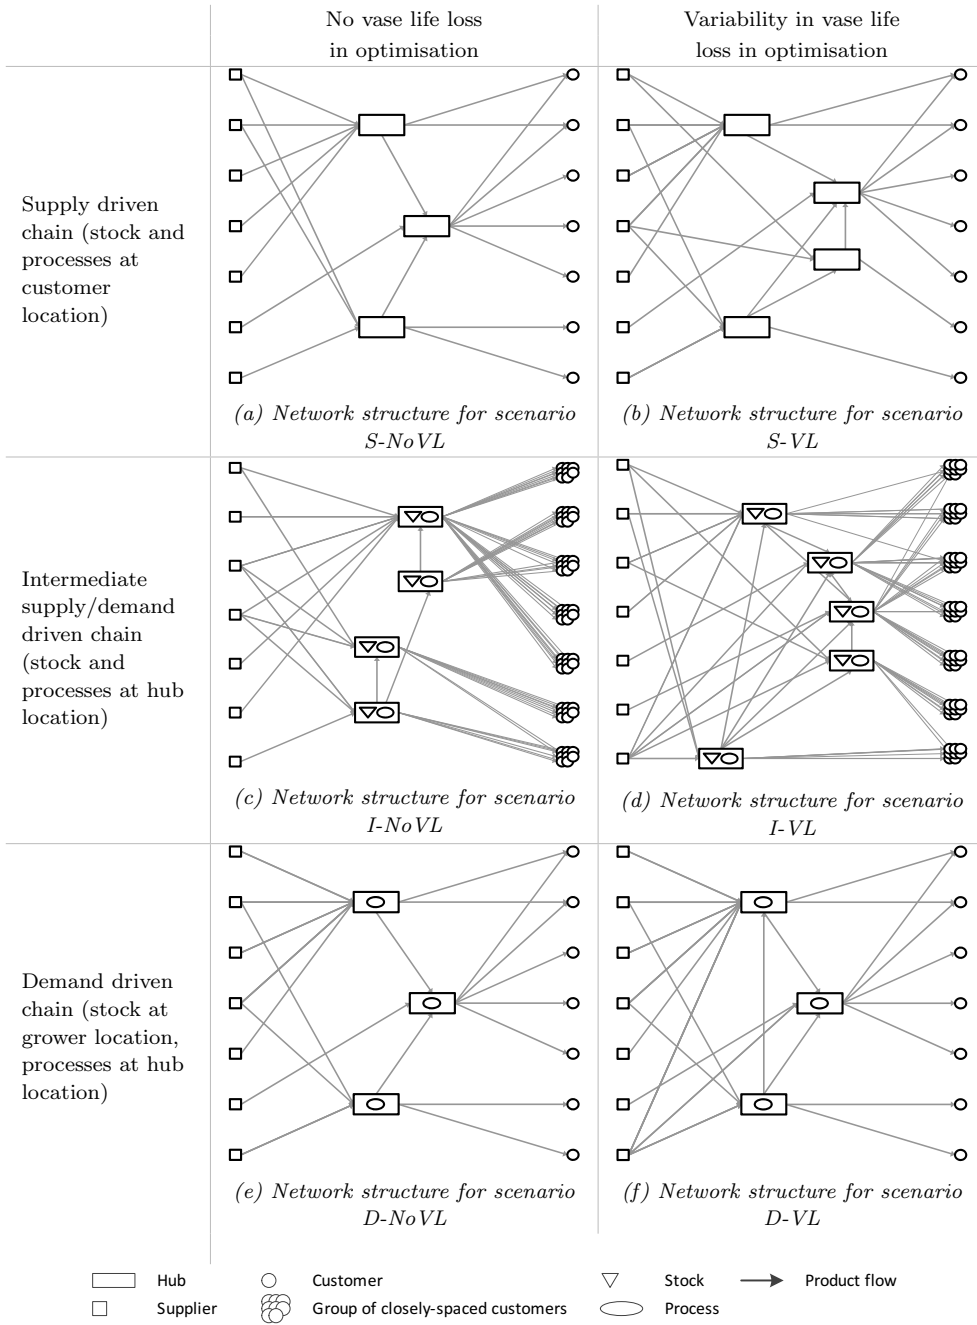 No vase life loss
in optimisation
Variability in vase life
loss in optimisation
Supply driven
chain (stock and
processes at
customer
location)
(a) Network structure for scenario
S-NoVL
(b) Network structure for scenario
S-VL
Intermediate
supply/demand
driven chain
(stock and
processes at hub
location)
(c) Network structure for scenario
I-NoVL
(d) Network structure for scenario
I-VL
Demand driven
chain (stock at
grower location,
processes at hub
location)
(e) Network structure for scenario
D-NoVL
(f) Network structure for scenario
D-VL
Hub
Customer
Stock
Product flow
Supplier
Group of closely-spaced customers
Process